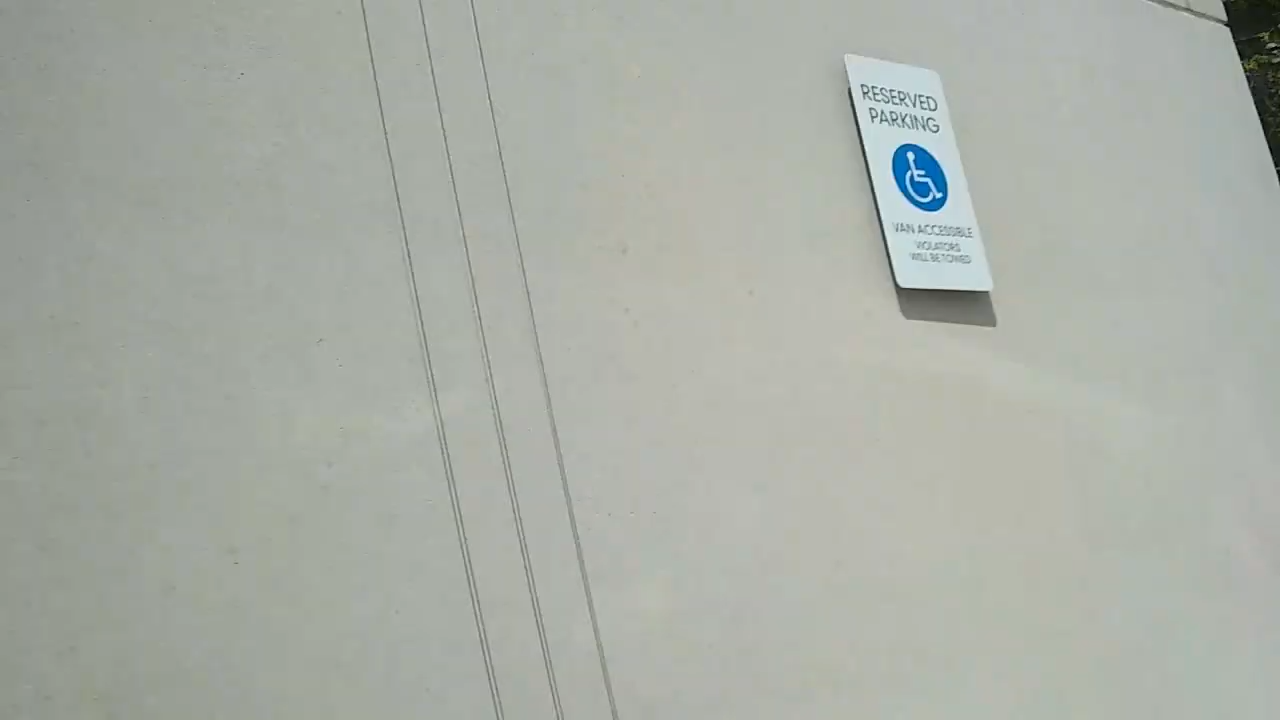 RESERVED
PARKING
VAN ACCESSIBLE
VIOLATORS
WILL BE TOWED